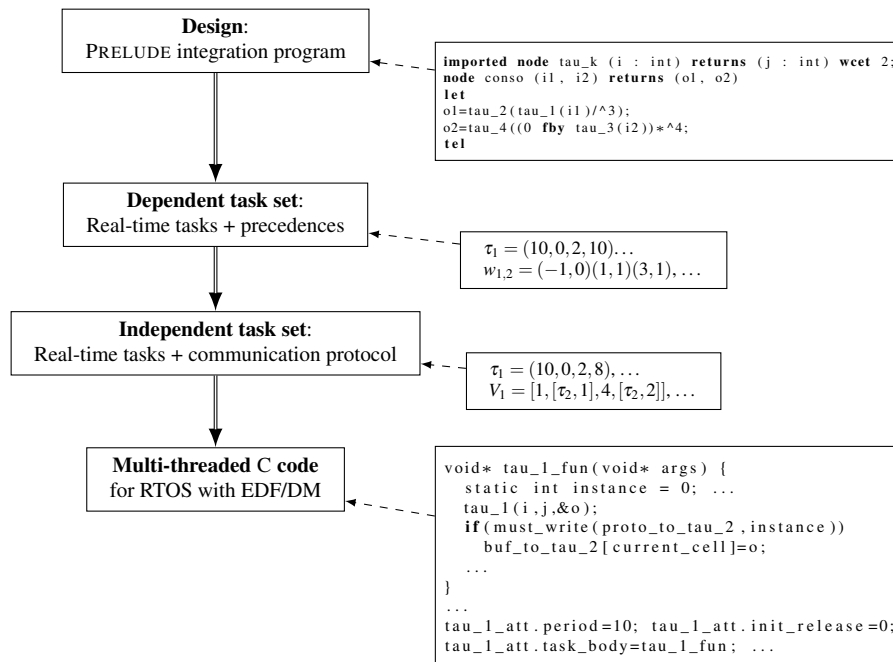 Design:
PRELUDE integration program
imported node tau_k (i : int) returns (j : int) wcet 2;
node conso (i1, i2) returns (o1, o2)
let
o1=tau_2(tau_1(i1)/^3);
o2=tau_4((0 fby tau_3(i2))*^4;
tel
Dependent task set:
Real-time tasks + precedences
τ₁ = (10,0,2,10)...
w₁,₂ = (−1,0)(1,1)(3,1),...
Independent task set:
Real-time tasks + communication protocol
τ₁ = (10,0,2,8),...
V₁ = [1,[τ₂,1],4,[τ₂,2]],...
Multi-threaded C code
for RTOS with EDF/DM
void* tau_1_fun(void* args) {
static int instance = 0; ...
tau_1(i,j,&o);
if(must_write(proto_to_tau_2,instance))
buf_to_tau_2[current_cell]=o;
...
}
...
tau_1_att.period=10; tau_1_att.init_release=0;
tau_1_att.task_body=tau_1_fun; ...